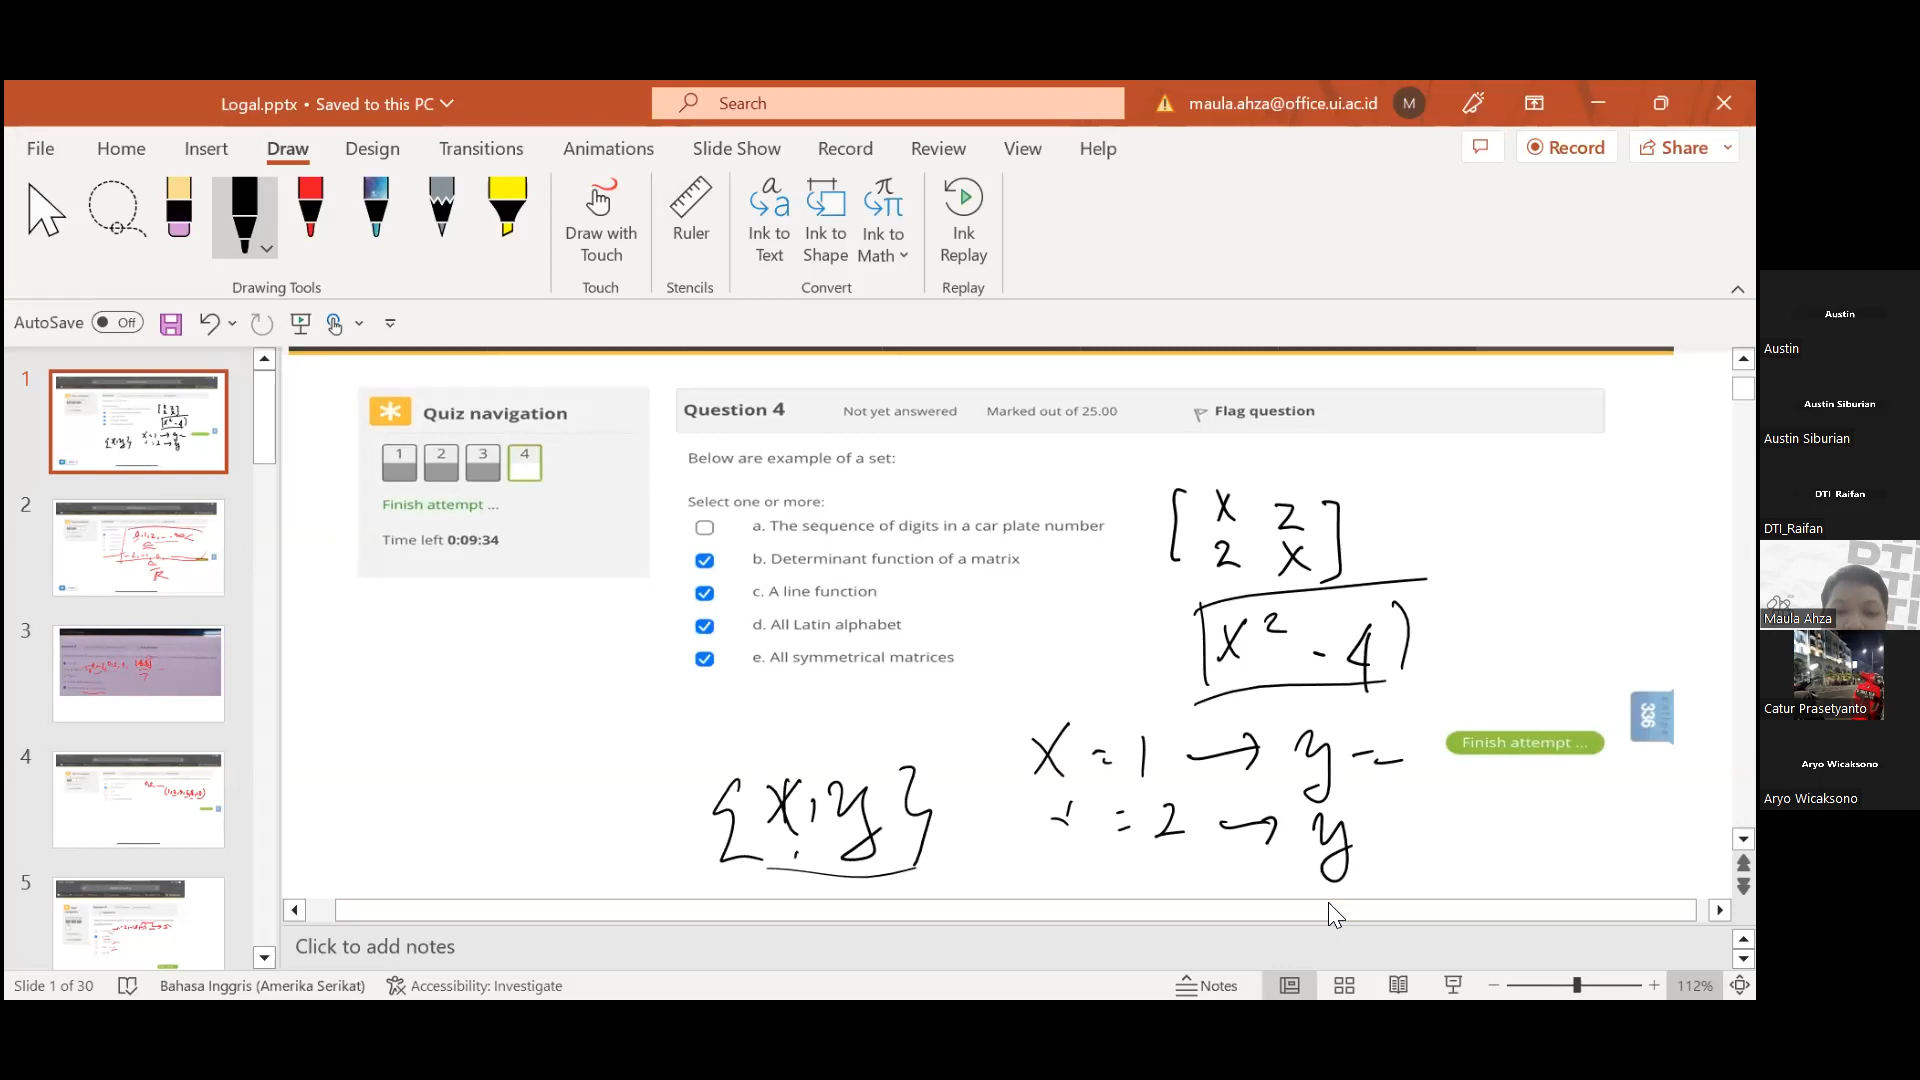 Logal.pptx • Saved to this PC
Search
maula.ahza@office.ui.ac.id
M
File Home Insert Draw Design Transitions Animations Slide Show Record Review View Help
Record
Share
Draw with Touch
Ruler
Ink to Text
Ink to Shape
Ink to Math
Ink Replay
Drawing Tools
Touch
Stencils
Convert
Replay
AutoSave Off
1
2
3
4
5
Quiz navigation
1 2 3 4
Finish attempt ...
Time left 0:09:34
Question 4 Not yet answered Marked out of 25.00 Flag question
Below are example of a set:
Select one or more:
a. The sequence of digits in a car plate number
b. Determinant function of a matrix
c. A line function
d. All Latin alphabet
e. All symmetrical matrices
[x 2
2 x]
x² - 4
x = 1 → y =
= 2 → y
{x, y}
336
Finish attempt ...
Click to add notes
Slide 1 of 30
Bahasa Inggris (Amerika Serikat)
Accessibility: Investigate
Notes
112%
Austin
Austin
Austin Siburian
Austin Siburian
DTI_Raifan
DTI_Raifan
Maula Ahza
Catur Prasetyanto
Aryo Wicaksono
Aryo Wicaksono